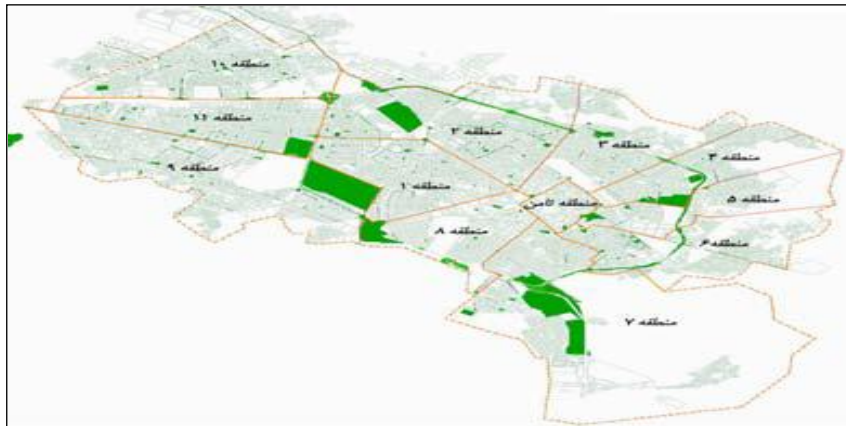 منطقه ۱۰
منطقه ۱۱
منطقه ۲
منطقه ۳
منطقه ۴
منطقه ۹
منطقه ۱
منطقه ۵
منطقه ثامن
منطقه ۸
منطقه ۶
منطقه ۷